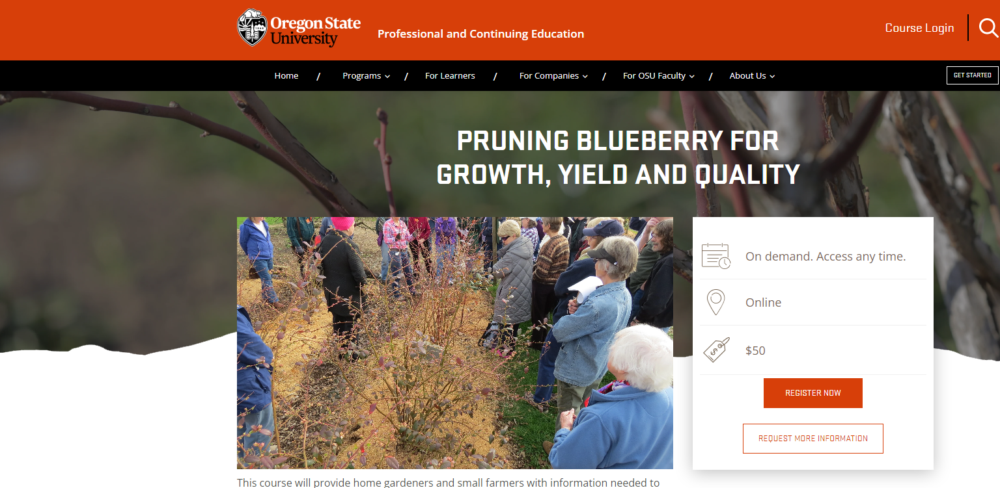 Oregon State
University
Professional and Continuing Education
Course Login
Home / Programs / For Learners / For Companies / For OSU Faculty / About Us
GET STARTED
PRUNING BLUEBERRY FOR
GROWTH, YIELD AND QUALITY
On demand. Access any time.
Online
$50
REGISTER NOW
REQUEST MORE INFORMATION
This course will provide home gardeners and small farmers with information needed to